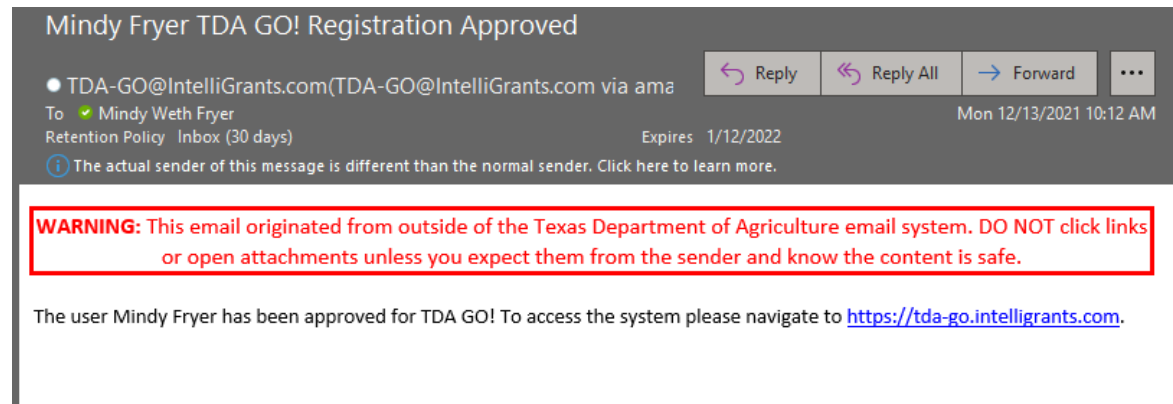 Mindy Fryer TDA GO! Registration Approved
TDA-GO@IntelliGrants.com(TDA-GO@IntelliGrants.com via ama
Reply Reply All Forward ...
To Mindy Weth Fryer Mon 12/13/2021 10:12 AM
Retention Policy Inbox (30 days) Expires 1/12/2022
The actual sender of this message is different than the normal sender. Click here to learn more.
WARNING: This email originated from outside of the Texas Department of Agriculture email system. DO NOT click links
or open attachments unless you expect them from the sender and know the content is safe.
The user Mindy Fryer has been approved for TDA GO! To access the system please navigate to https://tda-go.intelligrants.com.